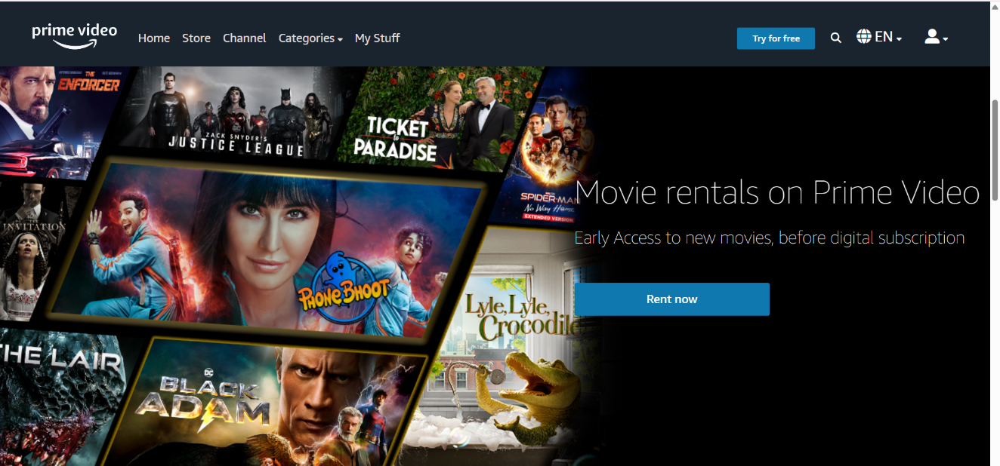 prime video
Home Store Channel Categories My Stuff
Try for free
EN
THE
ENFORCER
ZACK SNYDER'S
JUSTICE LEAGUE
TICKET
to
PARADISE
SPIDER-MAN
No Way Home
EXTENDED VERSION
Movie rentals on Prime Video
Early Access to new movies, before digital subscription
Rent now
THE
INVITATION
PHONE BHOOT
Lyle, Lyle,
Crocodile
THE LAIR
DC
BLACK
ADAM